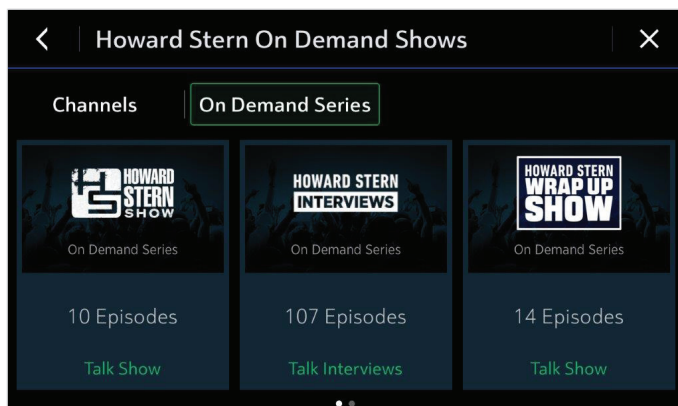 Howard Stern On Demand Shows
Channels
On Demand Series
HOWARD
STERN
SHOW
On Demand Series
10 Episodes
Talk Show
HOWARD STERN
INTERVIEWS
On Demand Series
107 Episodes
Talk Interviews
HOWARD STERN
WRAP UP
SHOW
On Demand Series
14 Episodes
Talk Show